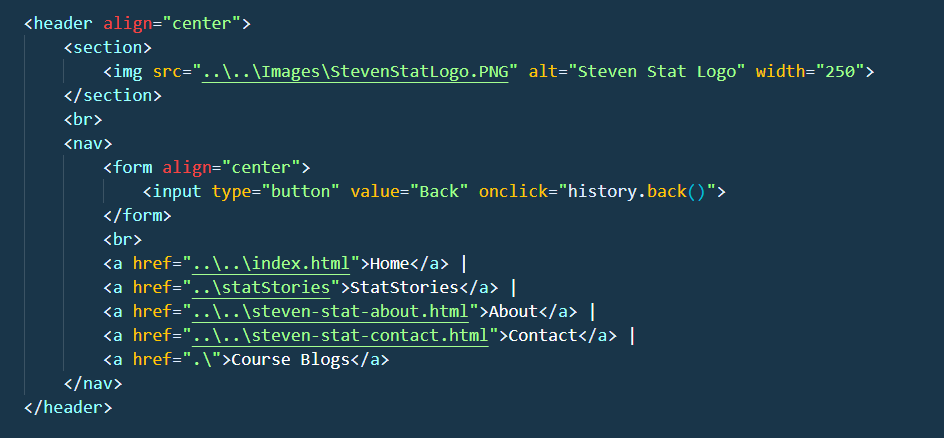 <header align="center">
<section>
<img src="..\..\Images\StevenStatLogo.PNG" alt="Steven Stat Logo" width="250">
</section>
<br>
<nav>
<form align="center">
<input type="button" value="Back" onclick="history.back()">
</form>
<br>
<a href="..\..\index.html">Home</a> |
<a href="..\statStories">StatStories</a> |
<a href="..\..\steven-stat-about.html">About</a> |
<a href="..\..\steven-stat-contact.html">Contact</a> |
<a href=".\">Course Blogs</a>
</nav>
</header>